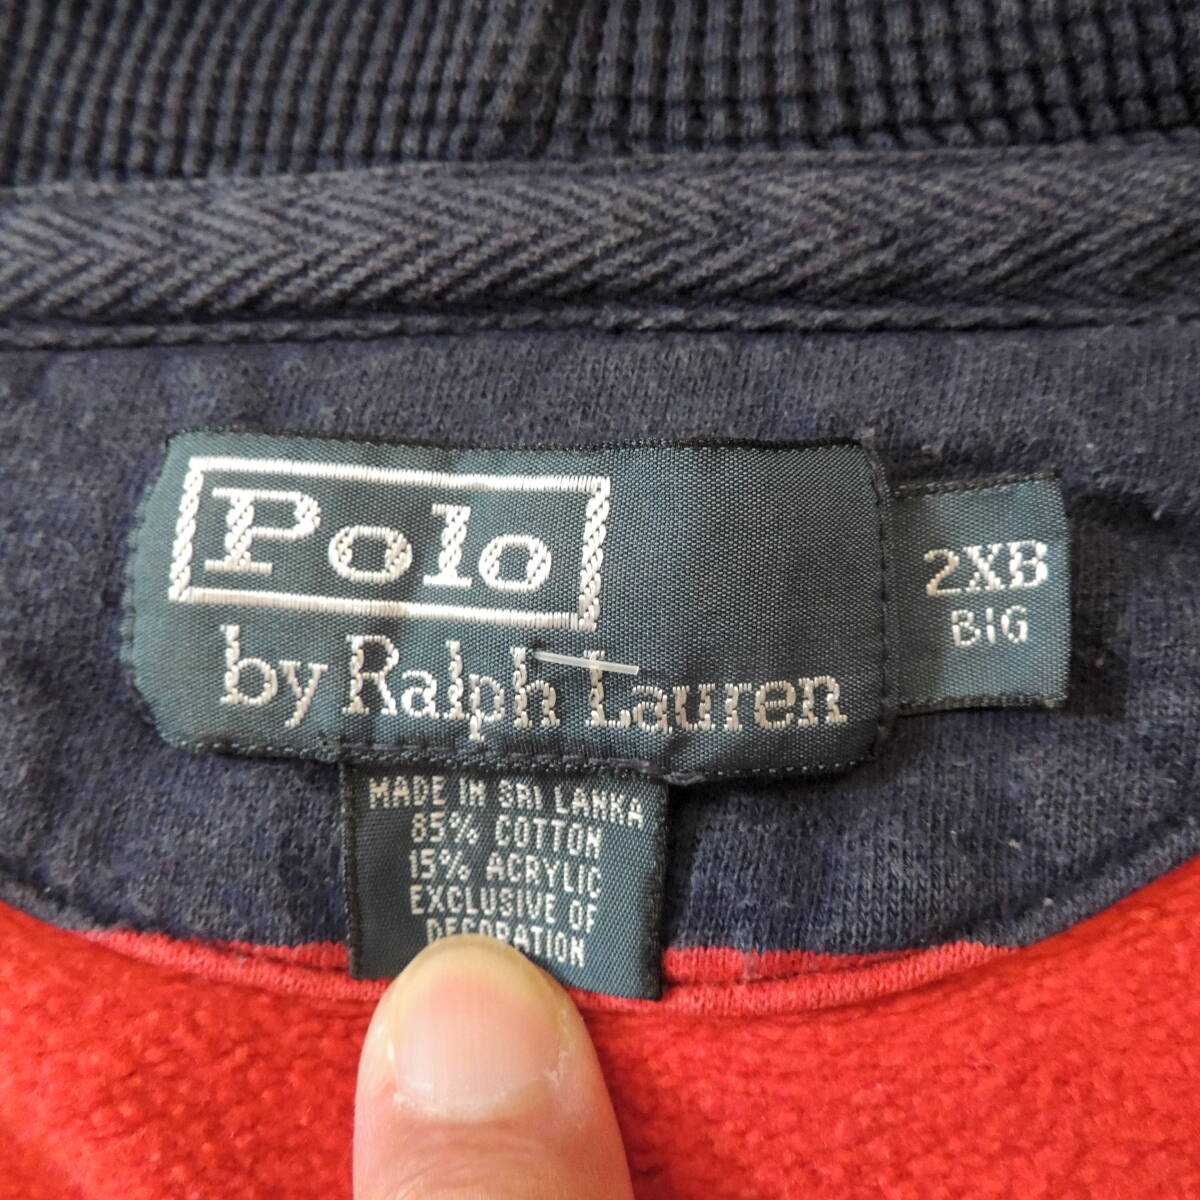 Polo
by Ralph Lauren
2XB
BIG
MADE IN SRI LANKA
85% COTTON
15% ACRYLIC
EXCLUSIVE OF
DECORATION